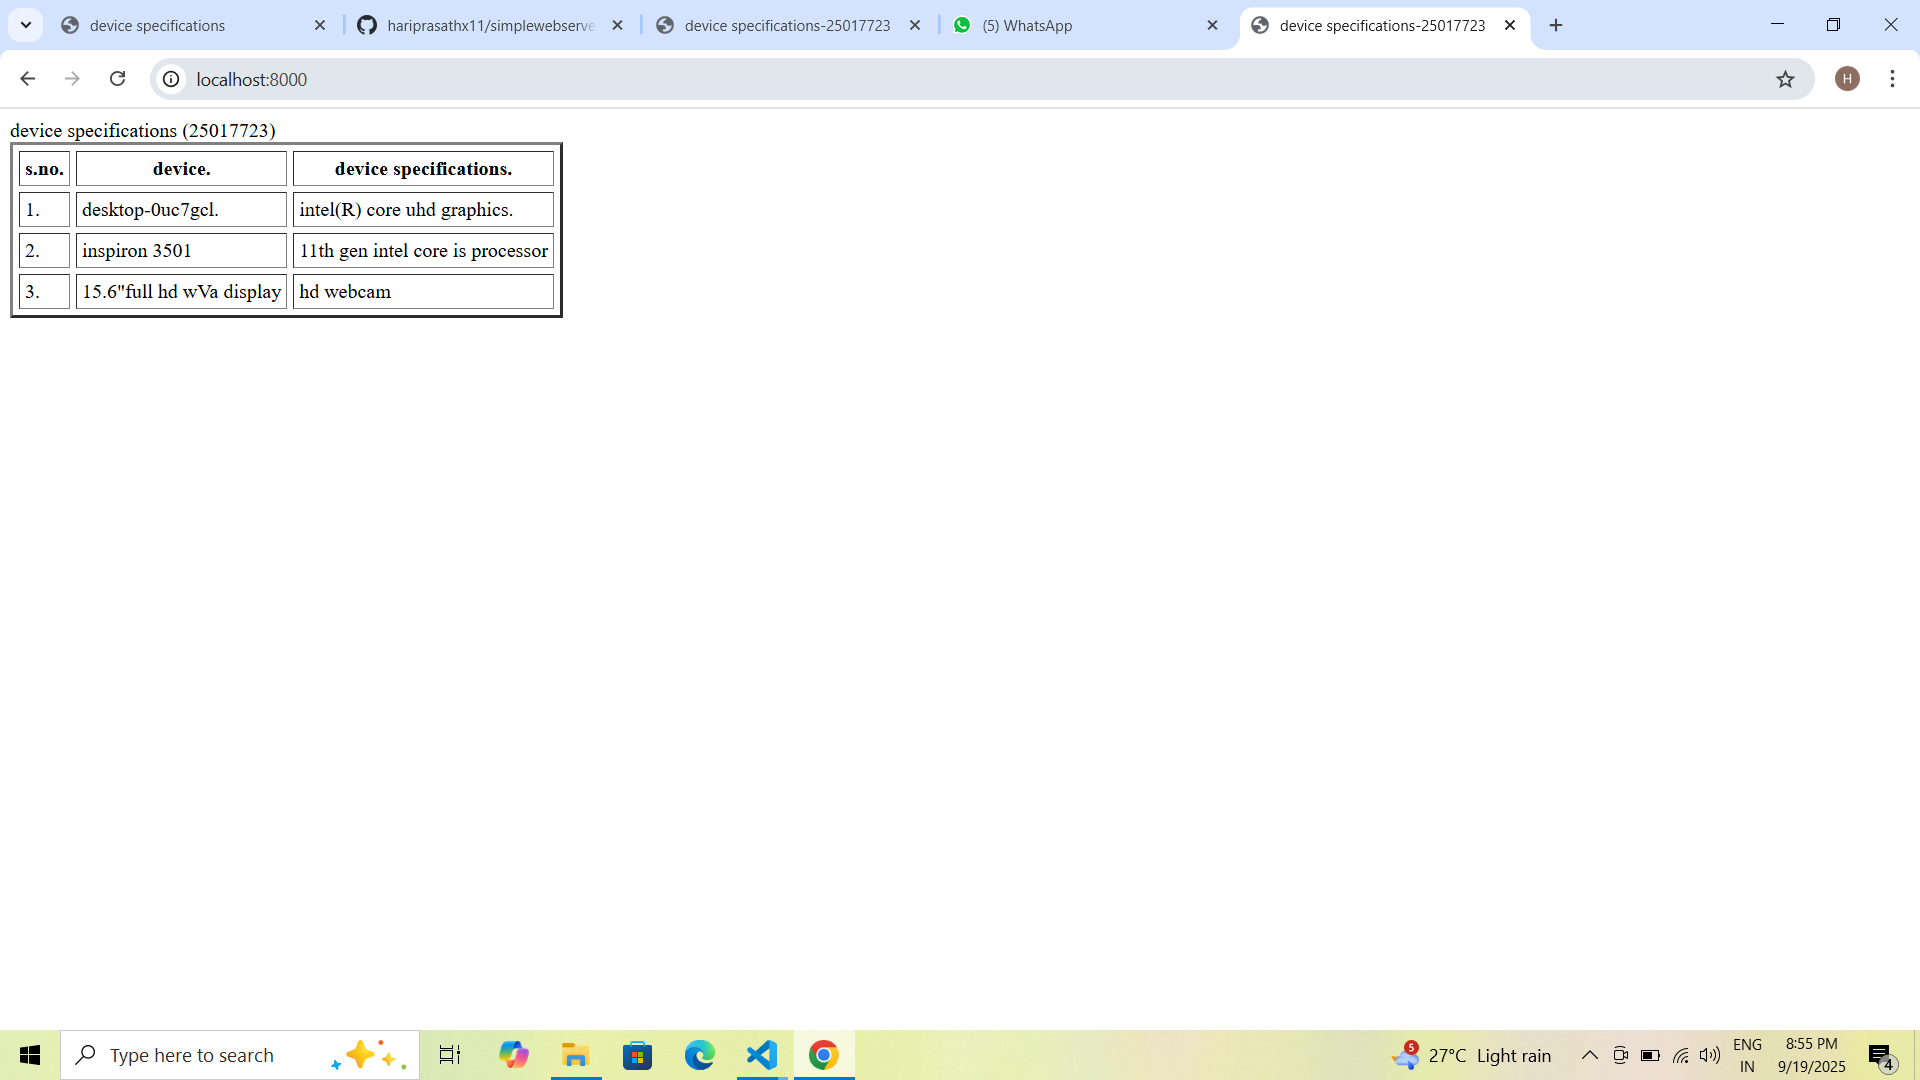 device specifications
hariprasathx11/simplewebserve
device specifications-25017723
(5) WhatsApp
device specifications-25017723
localhost:8000
H
device specifications (25017723)
s.no. device. device specifications.
1. desktop-0uc7gcl. intel(R) core uhd graphics.
2. inspiron 3501 11th gen intel core is processor
3. 15.6"full hd wVa display hd webcam
Type here to search
5
27°C Light rain
ENG
IN
8:55 PM
9/19/2025
4